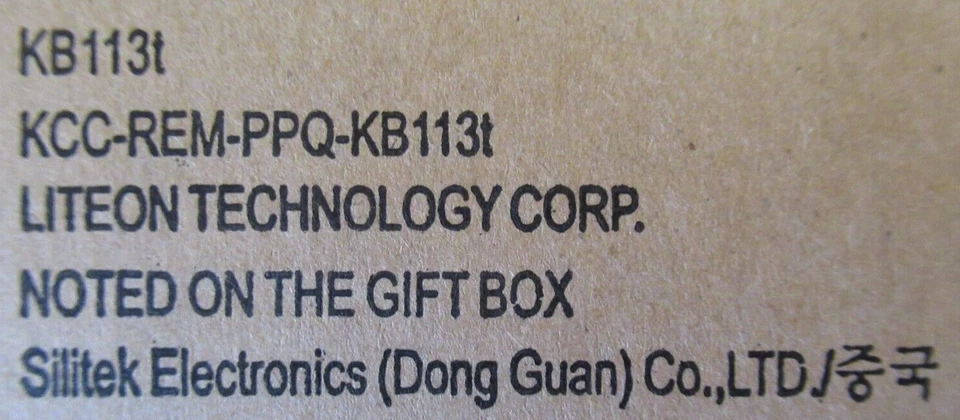 KB113t
KCC-REM-PPQ-KB113t
LITEON TECHNOLOGY CORP.
NOTED ON THE GIFT BOX
Silitek Electronics (Dong Guan) Co.,LTD./중국